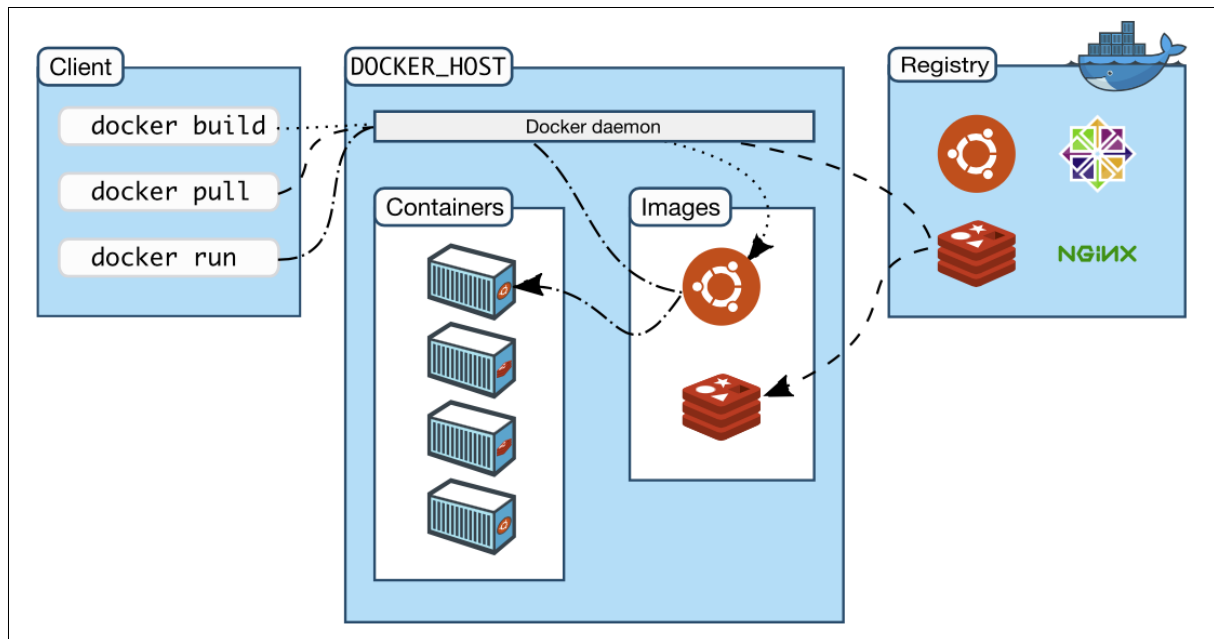 Client
docker build
docker pull
docker run
DOCKER_HOST
Docker daemon
Containers
Images
Registry
NGINX